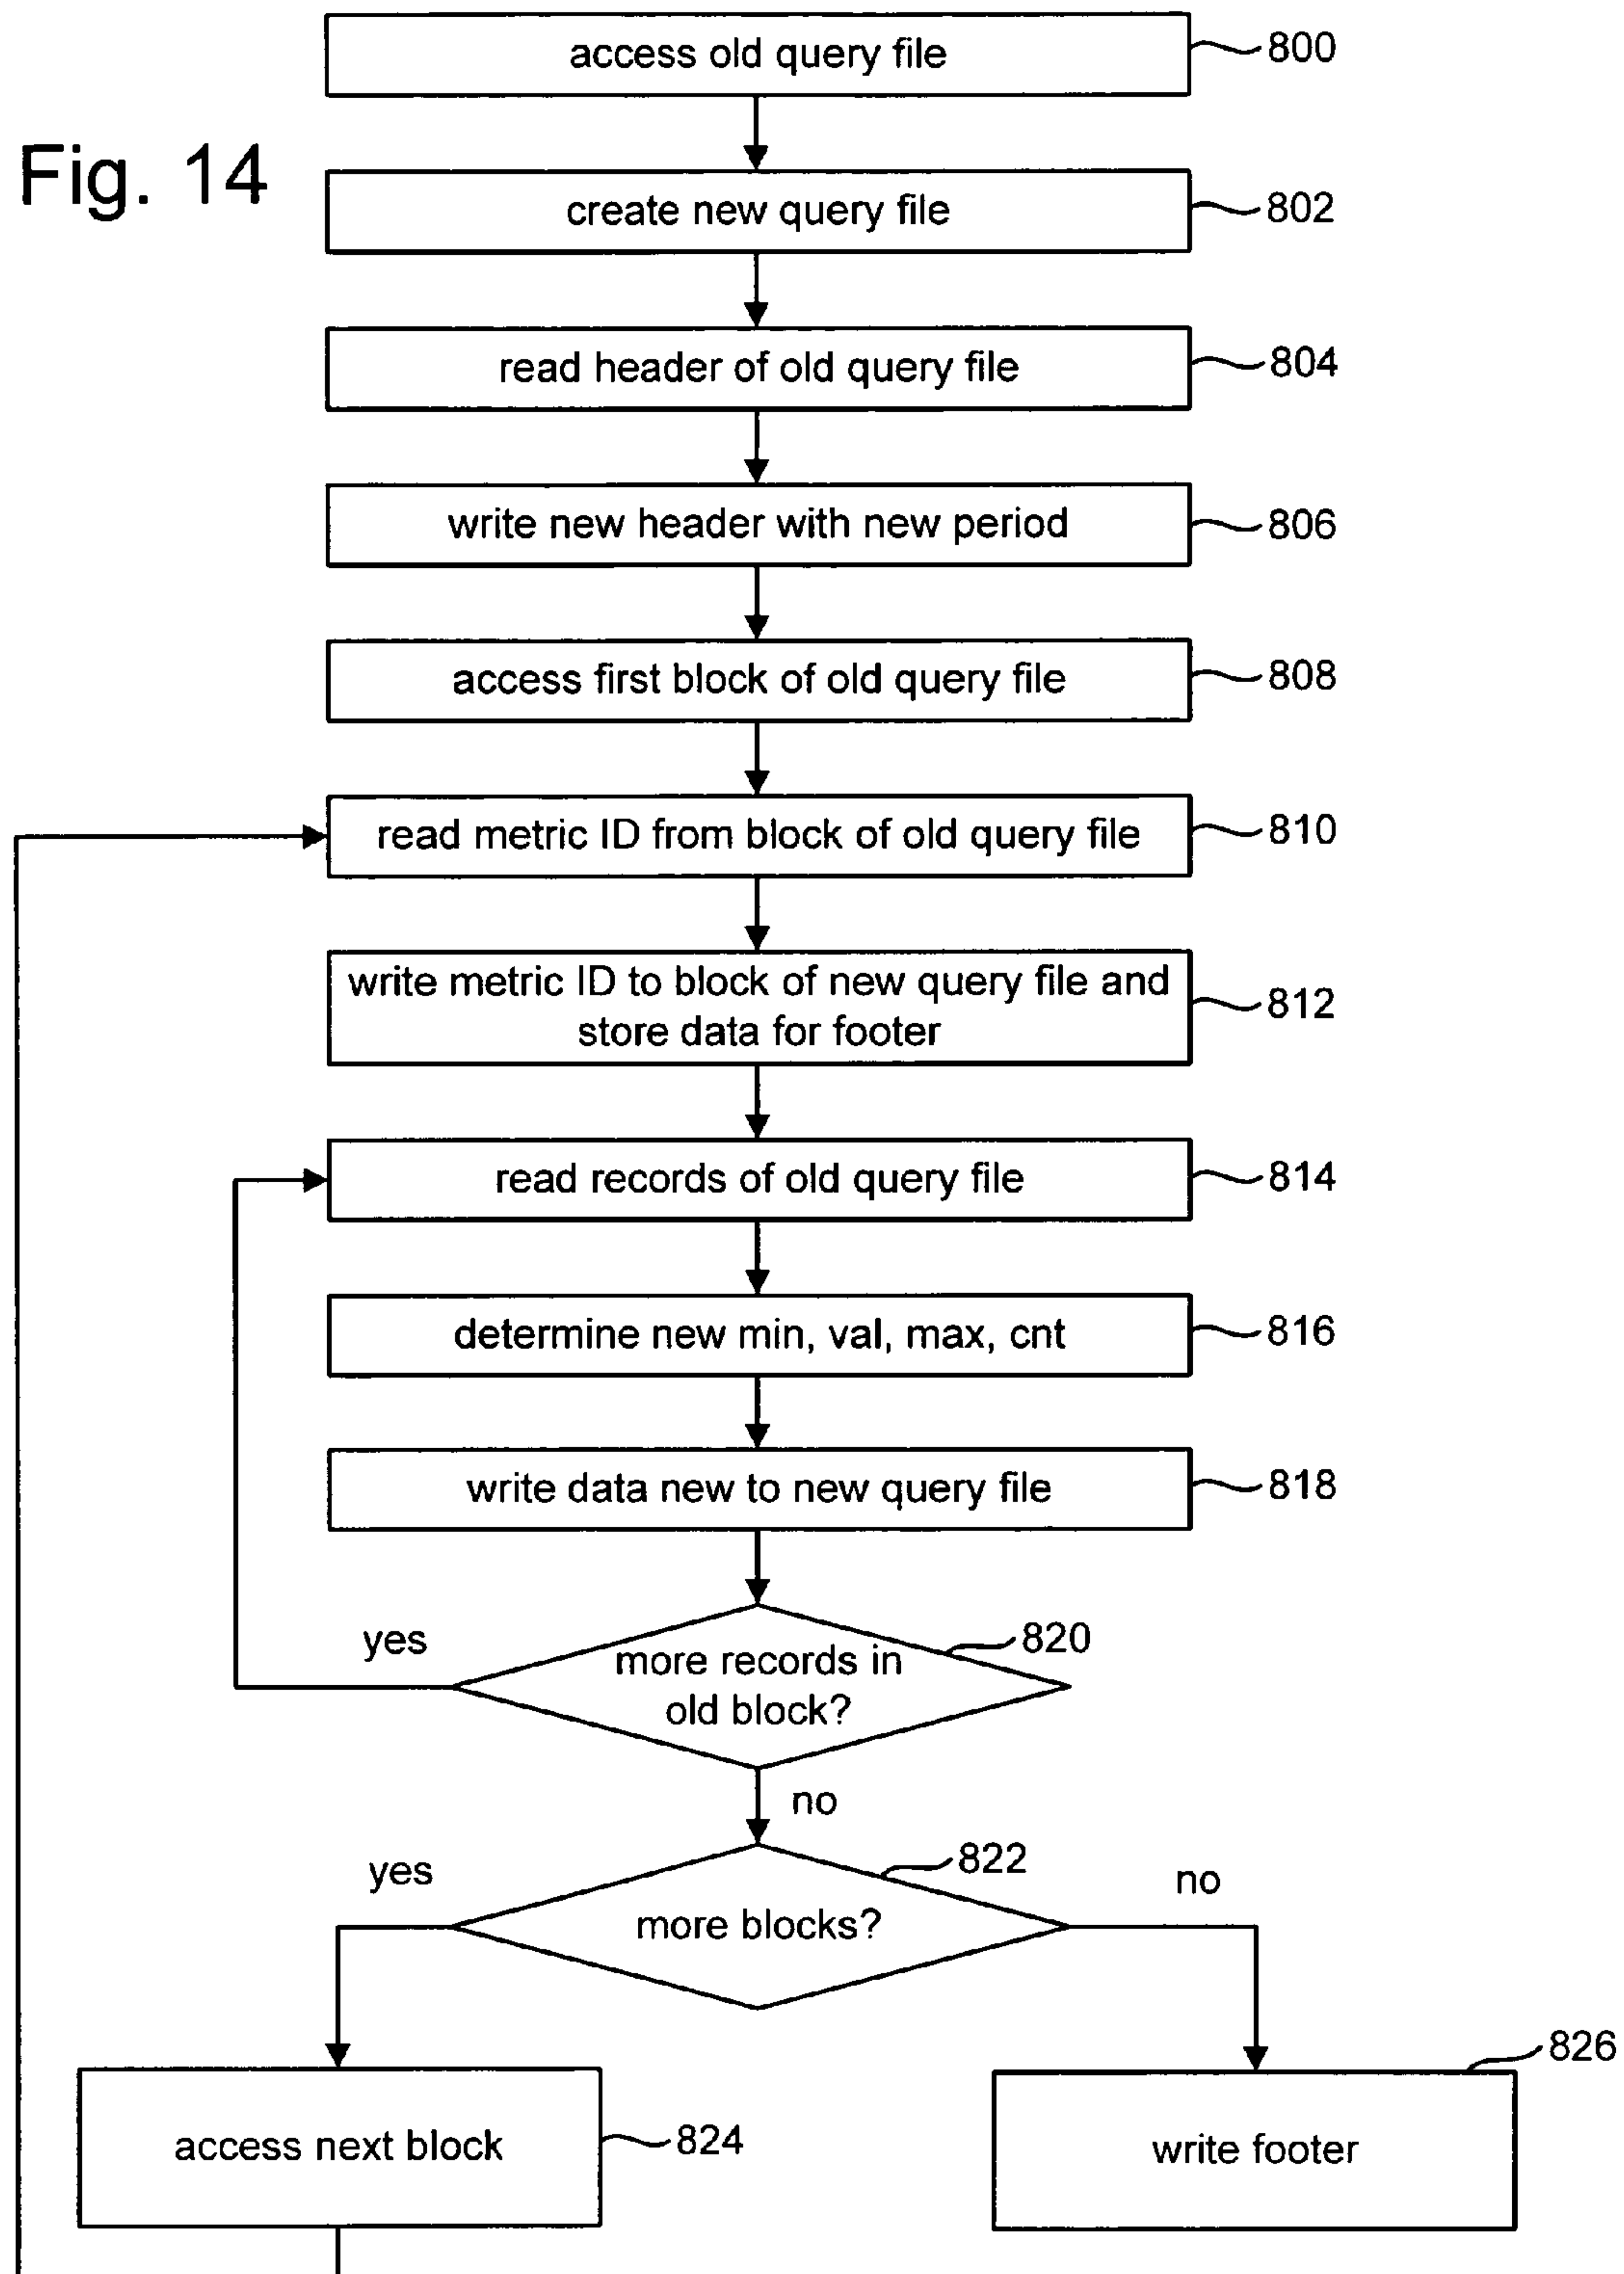 access old query file
800
Fig. 14
create new query file
802
read header of old query file
804
write new header with new period
806
access first block of old query file
808
read metric ID from block of old query file
810
write metric ID to block of new query file and
store data for footer
812
read records of old query file
814
determine new min, val, max, cnt
816
write data new to new query file
818
yes
more records in
old block?
820
no
yes
822
no
more blocks?
access next block
824
826
write footer